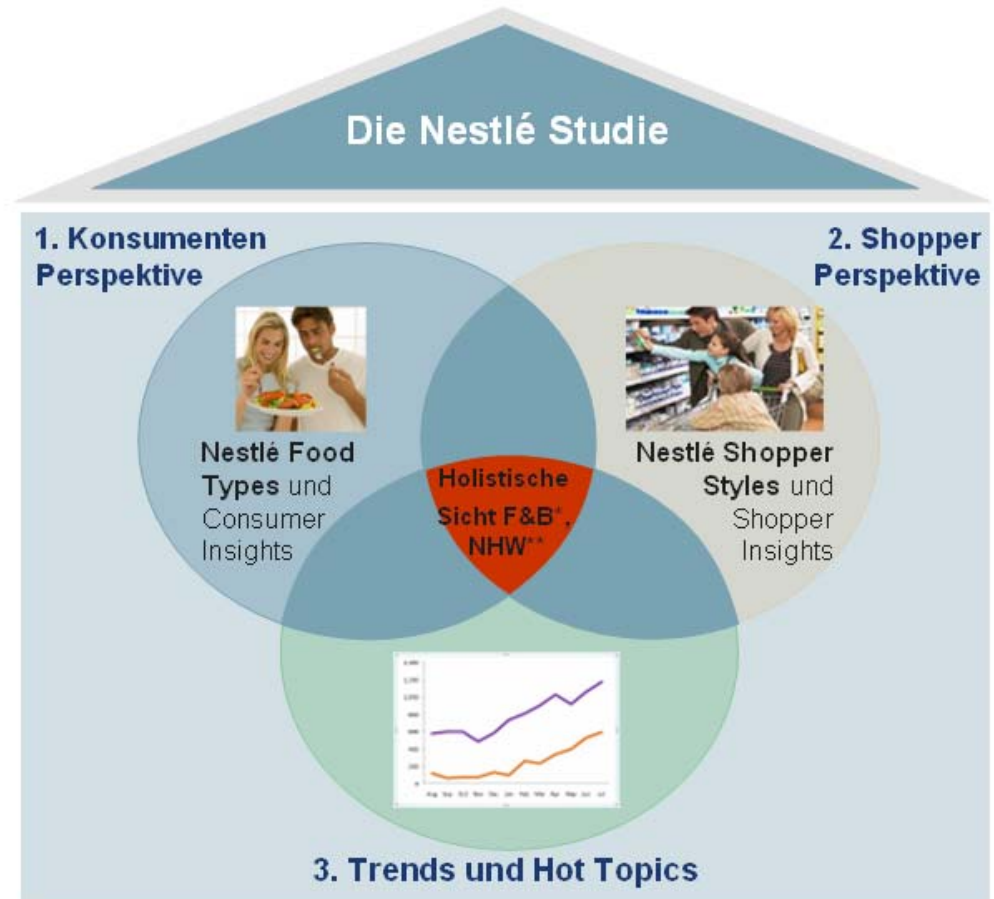 Die Nestlé Studie
1. Konsumenten
Perspektive
2. Shopper
Perspektive
Nestlé Food
Types und
Consumer
Insights
Nestlé Shopper
Styles und
Shopper
Insights
Holistische
Sicht F&B*,
NHW**
3. Trends und Hot Topics